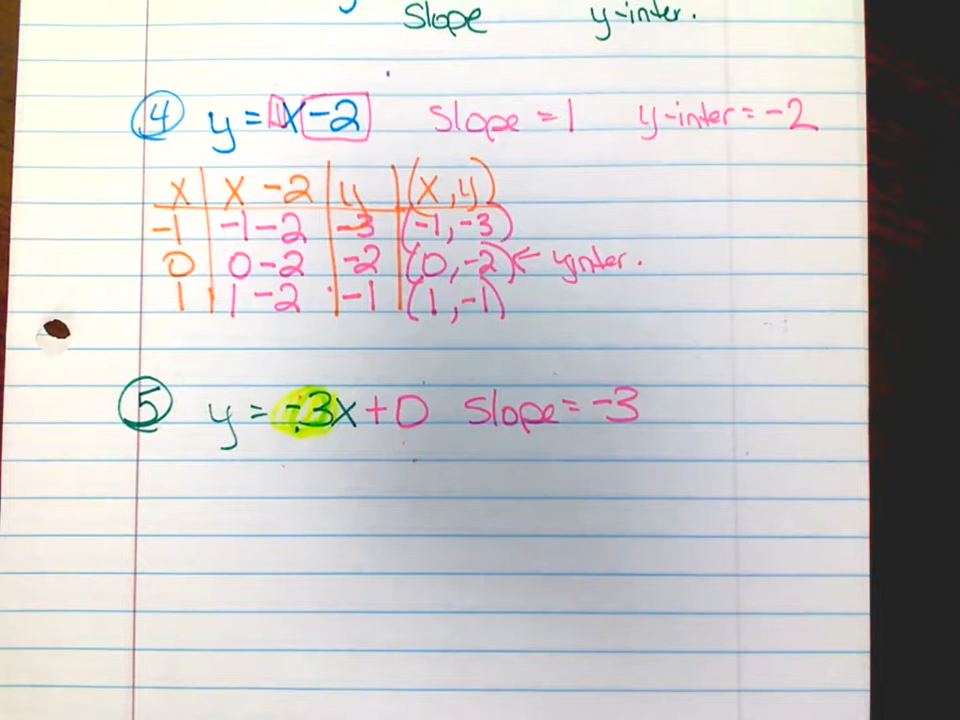 Slope y-inter.
④ y = 1x -2 Slope = 1 y-inter = -2
x | x -2 | y | (x,y)
-1 | -1 -2 | -3 | (-1,-3)
0 | 0 -2 | -2 | (0,-2) ← y-inter.
1 | 1 -2 | -1 | (1,-1)
⑤ y = -3x + 0 Slope = -3